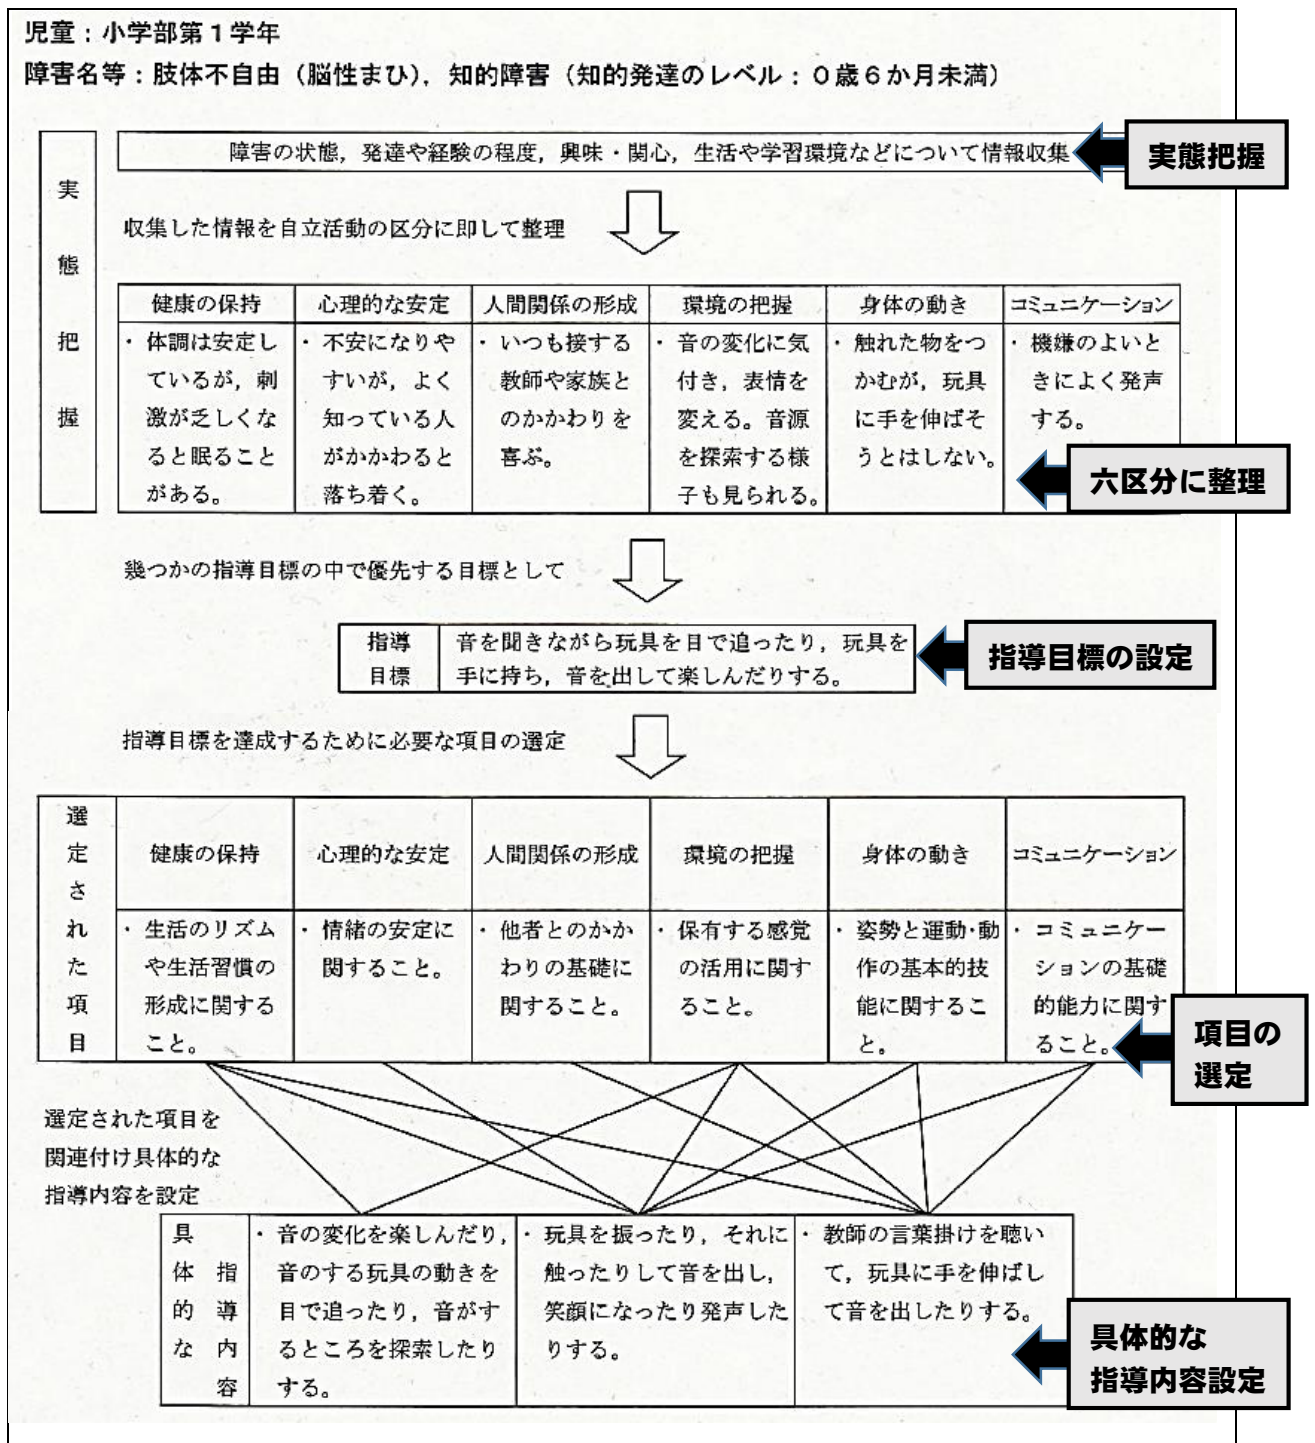 児童：小学部第１学年
障害名等：肢体不自由（脳性まひ），知的障害（知的発達のレベル：０歳６か月未満）
実態把握
障害の状態，発達や経験の程度，興味・関心，生活や学習環境などについて情報収集
実態把握
収集した情報を自立活動の区分に即して整理
健康の保持
心理的な安定
人間関係の形成
環境の把握
身体の動き
コミュニケーション
・体調は安定し
ているが，刺
激が乏しくな
ると眠ること
がある。
・不安になりや
すいが，よく
知っている人
がかかわると
落ち着く。
・いつも接する
教師や家族と
のかかわりを
喜ぶ。
・音の変化に気
付き，表情を
変える。音源
を探索する様
子も見られる。
・触れた物をつ
かむが，玩具
に手を伸ばそ
うとはしない。
・機嫌のよいと
きによく発声
する。
六区分に整理
幾つかの指導目標の中で優先する目標として
指導
目標
音を聞きながら玩具を目で追ったり，玩具を
手に持ち，音を出して楽しんだりする。
指導目標の設定
指導目標を達成するために必要な項目の選定
選定された項目
健康の保持
心理的な安定
人間関係の形成
環境の把握
身体の動き
コミュニケーション
・生活のリズム
や生活習慣の
形成に関する
こと。
・情緒の安定に
関すること。
・他者とのかか
わりの基礎に
関すること。
・保有する感覚
の活用に関す
ること。
・姿勢と運動・動
作の基本的技
能に関するこ
と。
・コミュニケー
ションの基礎
的能力に関す
ること。
項目の
選定
選定された項目を
関連付け具体的な
指導内容を設定
具体的な
指導内容
・音の変化を楽しんだり，
音のする玩具の動きを
目で追ったり，音がす
るところを探索したり
する。
・玩具を振ったり，それに
触ったりして音を出し，
笑顔になったり発声した
りする。
・教師の言葉掛けを聴い
て，玩具に手を伸ばし
て音を出したりする。
具体的な
指導内容設定